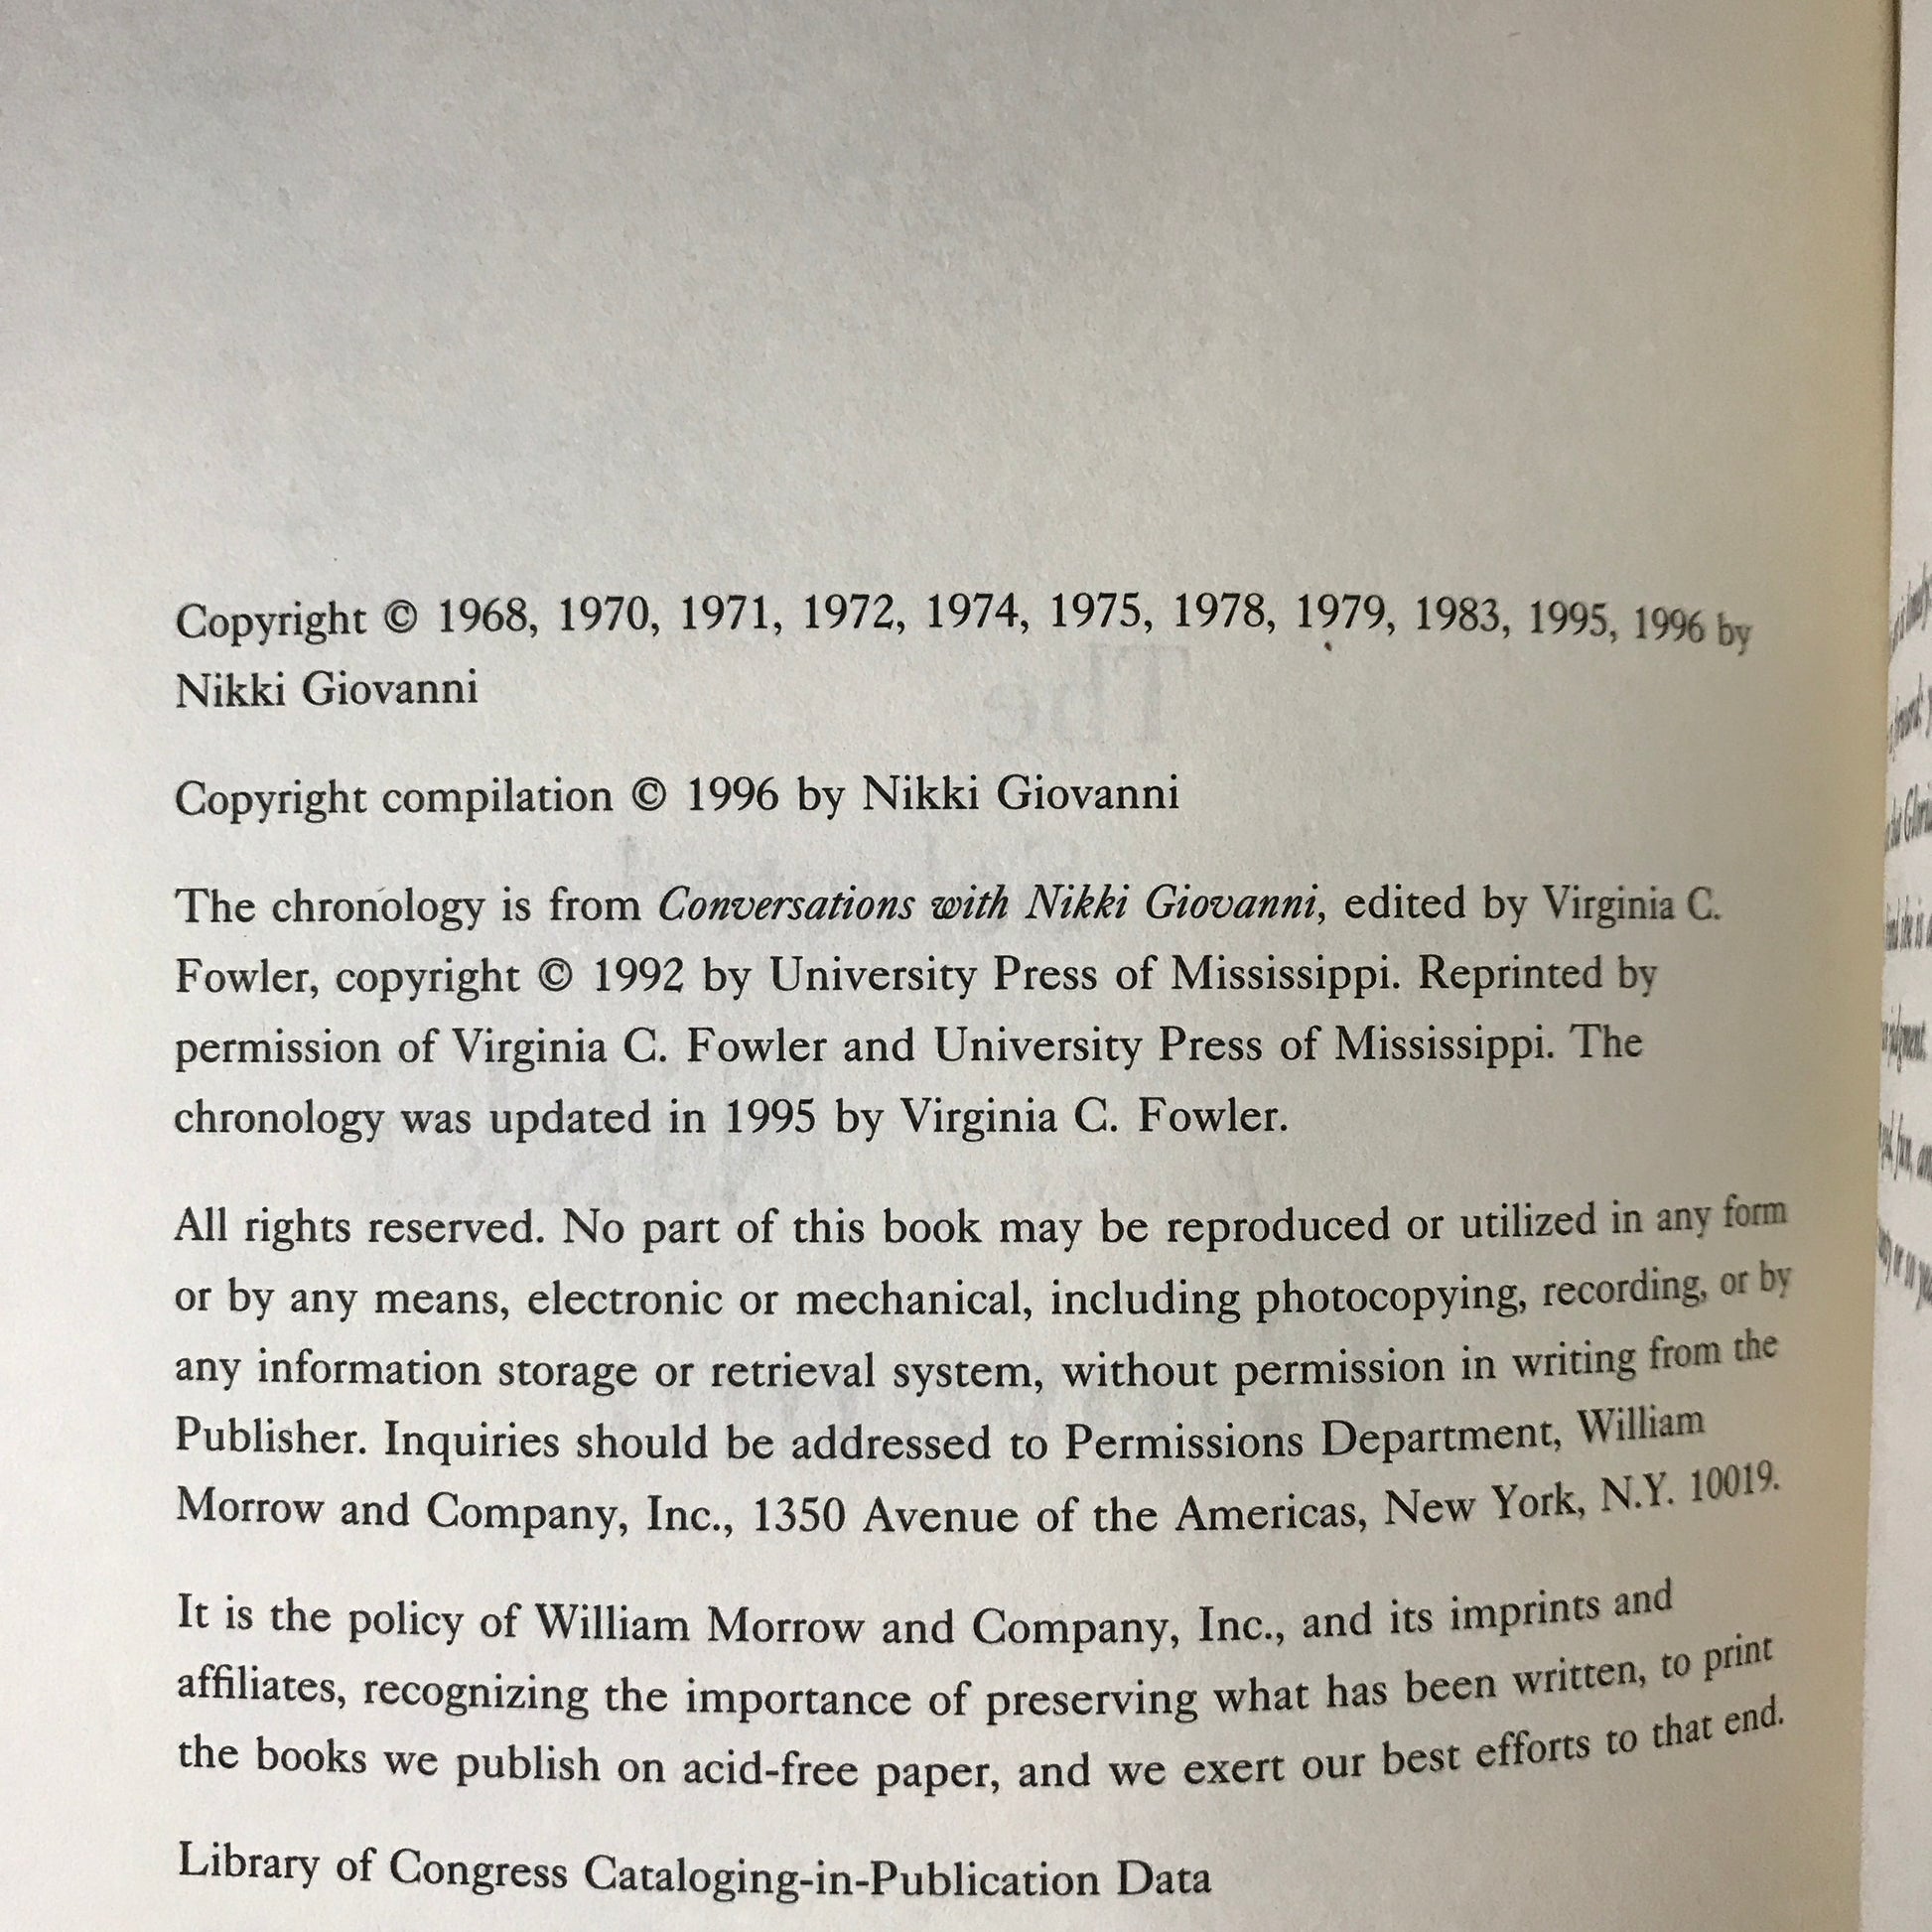 Copyright © 1968, 1970, 1971, 1972, 1974, 1975, 1978, 1979, 1983, 1995, 1996 by
Nikki Giovanni
Copyright compilation © 1996 by Nikki Giovanni
The chronology is from Conversations with Nikki Giovanni, edited by Virginia C.
Fowler, copyright © 1992 by University Press of Mississippi. Reprinted by
permission of Virginia C. Fowler and University Press of Mississippi. The
chronology was updated in 1995 by Virginia C. Fowler.
All rights reserved. No part of this book may be reproduced or utilized in any form
or by any means, electronic or mechanical, including photocopying, recording, or by
any information storage or retrieval system, without permission in writing from the
Publisher. Inquiries should be addressed to Permissions Department, William
Morrow and Company, Inc., 1350 Avenue of the Americas, New York, N.Y. 10019.
It is the policy of William Morrow and Company, Inc., and its imprints and
affiliates, recognizing the importance of preserving what has been written, to print
the books we publish on acid-free paper, and we exert our best efforts to that end.
Library of Congress Cataloging-in-Publication Data